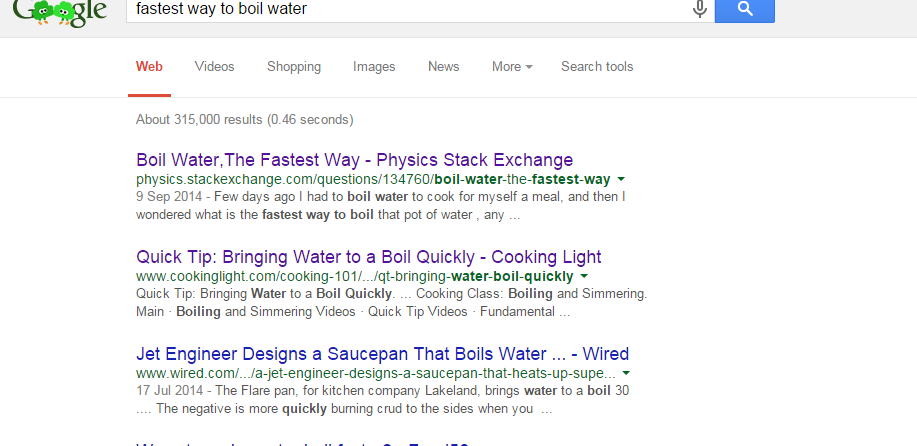 Google
fastest way to boil water
Web Videos Shopping Images News More Search tools
About 315,000 results (0.46 seconds)
Boil Water,The Fastest Way - Physics Stack Exchange
physics.stackexchange.com/questions/134760/boil-water-the-fastest-way
9 Sep 2014 - Few days ago I had to boil water to cook for myself a meal, and then I
wondered what is the fastest way to boil that pot of water , any ...
Quick Tip: Bringing Water to a Boil Quickly - Cooking Light
www.cookinglight.com/cooking-101/.../qt-bringing-water-boil-quickly
Quick Tip: Bringing Water to a Boil Quickly. ... Cooking Class: Boiling and Simmering.
Main · Boiling and Simmering Videos · Quick Tip Videos · Fundamental ...
Jet Engineer Designs a Saucepan That Boils Water ... - Wired
www.wired.com/.../a-jet-engineer-designs-a-saucepan-that-heats-up-supe...
17 Jul 2014 - The Flare pan, for kitchen company Lakeland, brings water to a boil 30
.... The negative is more quickly burning crud to the sides when you ...